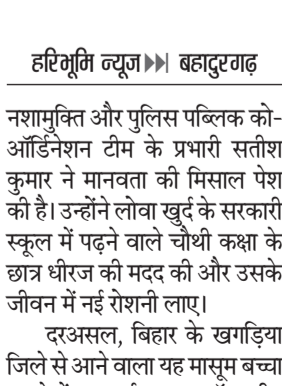 हरिभूमि न्यूज ▶▶ बहादुरगढ़
नशामुक्ति और पुलिस पब्लिक को-
ऑर्डिनेशन टीम के प्रभारी सतीश
कुमार ने मानवता की मिसाल पेश
की है। उन्होंने लोवा खुर्द के सरकारी
स्कूल में पढ़ने वाले चौथी कक्षा के
छात्र धीरज की मदद की और उसके
जीवन में नई रोशनी लाए।
दरअसल, बिहार के खगड़िया
जिले से आने वाला यह मासूम बच्चा